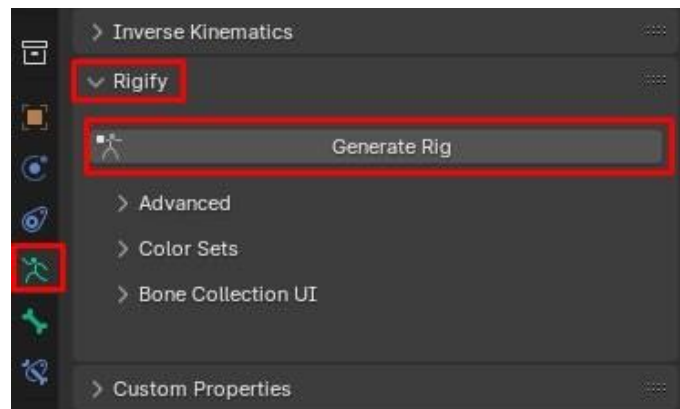 Inverse Kinematics
Rigify
Generate Rig
Advanced
Color Sets
Bone Collection UI
Custom Properties